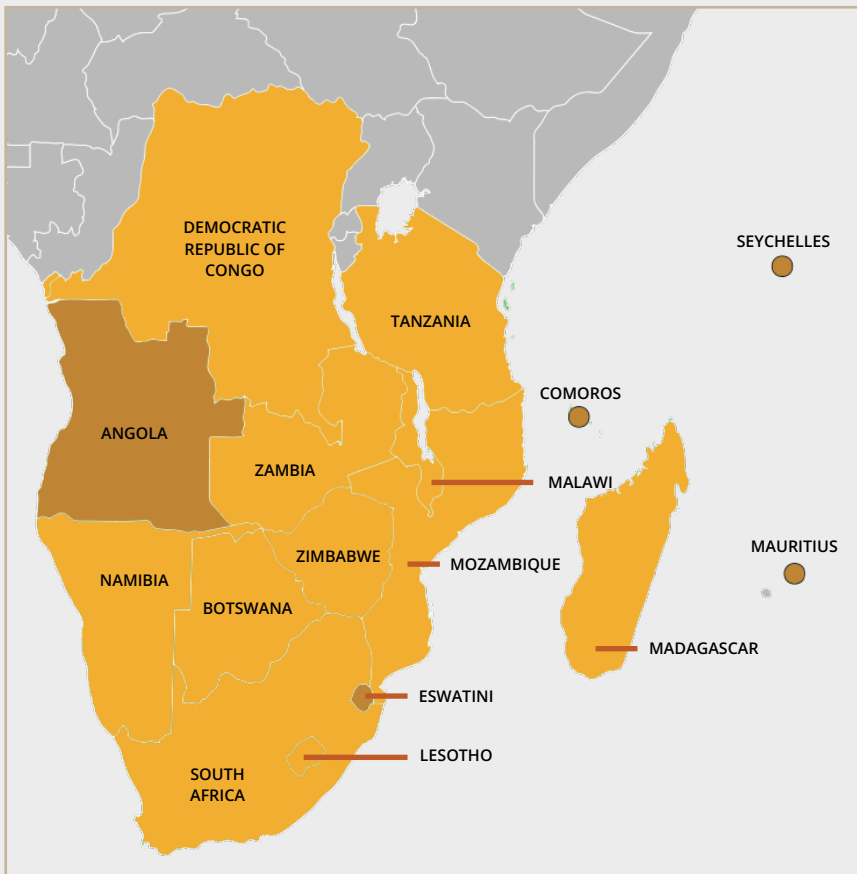 DEMOCRATIC
REPUBLIC OF
CONGO
SEYCHELLES
TANZANIA
COMOROS
ANGOLA
ZAMBIA
MALAWI
MAURITIUS
ZIMBABWE
MOZAMBIQUE
NAMIBIA
BOTSWANA
MADAGASCAR
ESWATINI
LESOTHO
SOUTH
AFRICA